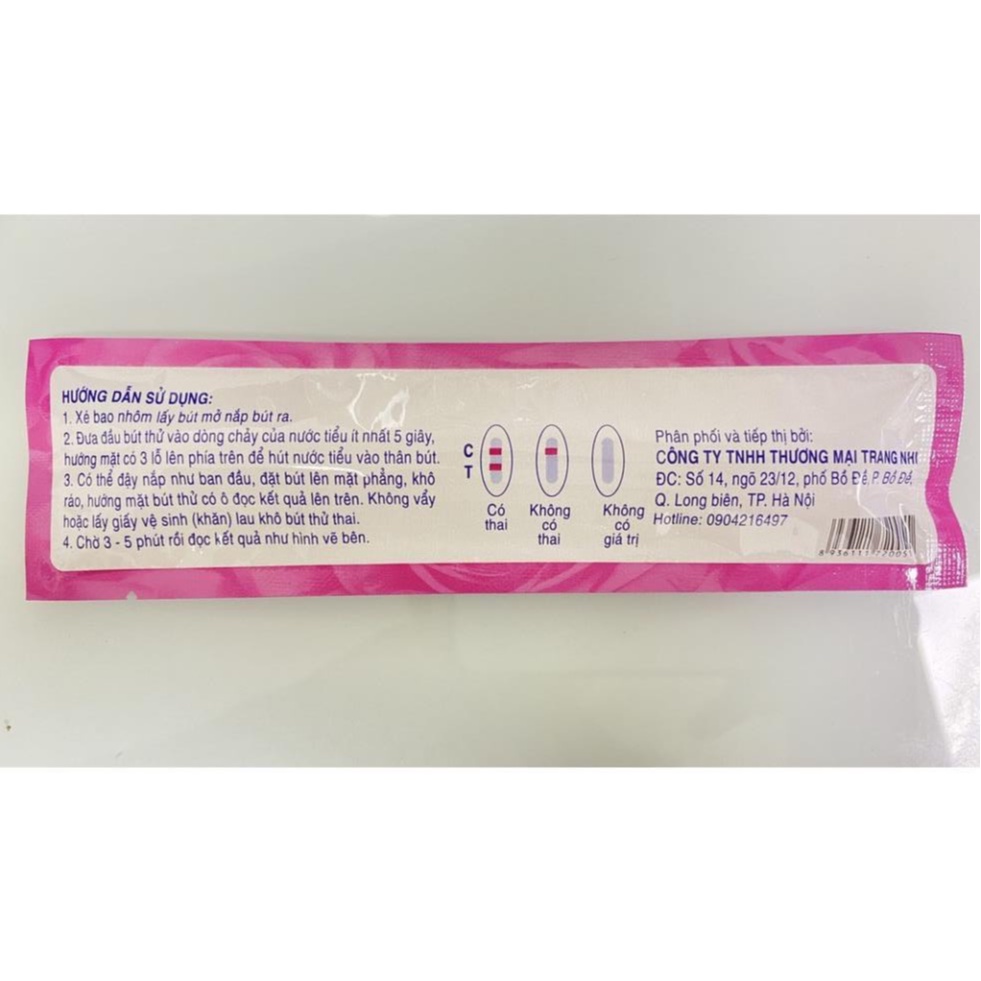 HƯỚNG DẪN SỬ DỤNG:
1. Xé bao nhôm lấy bút mở nắp bút ra.
2. Đưa đầu bút thử vào dòng chảy của nước tiểu ít nhất 5 giây,
hướng mặt có 3 lỗ lên phía trên để hút nước tiểu vào thân bút.
3. Có thể đậy nắp như ban đầu, đặt bút lên mặt phẳng, khô
ráo, hướng mặt bút thử có ô đọc kết quả lên trên. Không vẩy
hoặc lấy giấy vệ sinh (khăn) lau khô bút thử thai.
4. Chờ 3 - 5 phút rồi đọc kết quả như hình vẽ bên.
C
T
Có
thai
Không
có
thai
Không
có
giá trị
Phân phối và tiếp thị bởi:
CÔNG TY TNHH THƯƠNG MẠI TRANG NHI
ĐC: Số 14, ngõ 23/12, phố Bồ Đề, P. Bồ Đề,
Q. Long biên, TP. Hà Nội
Hotline: 0904216497